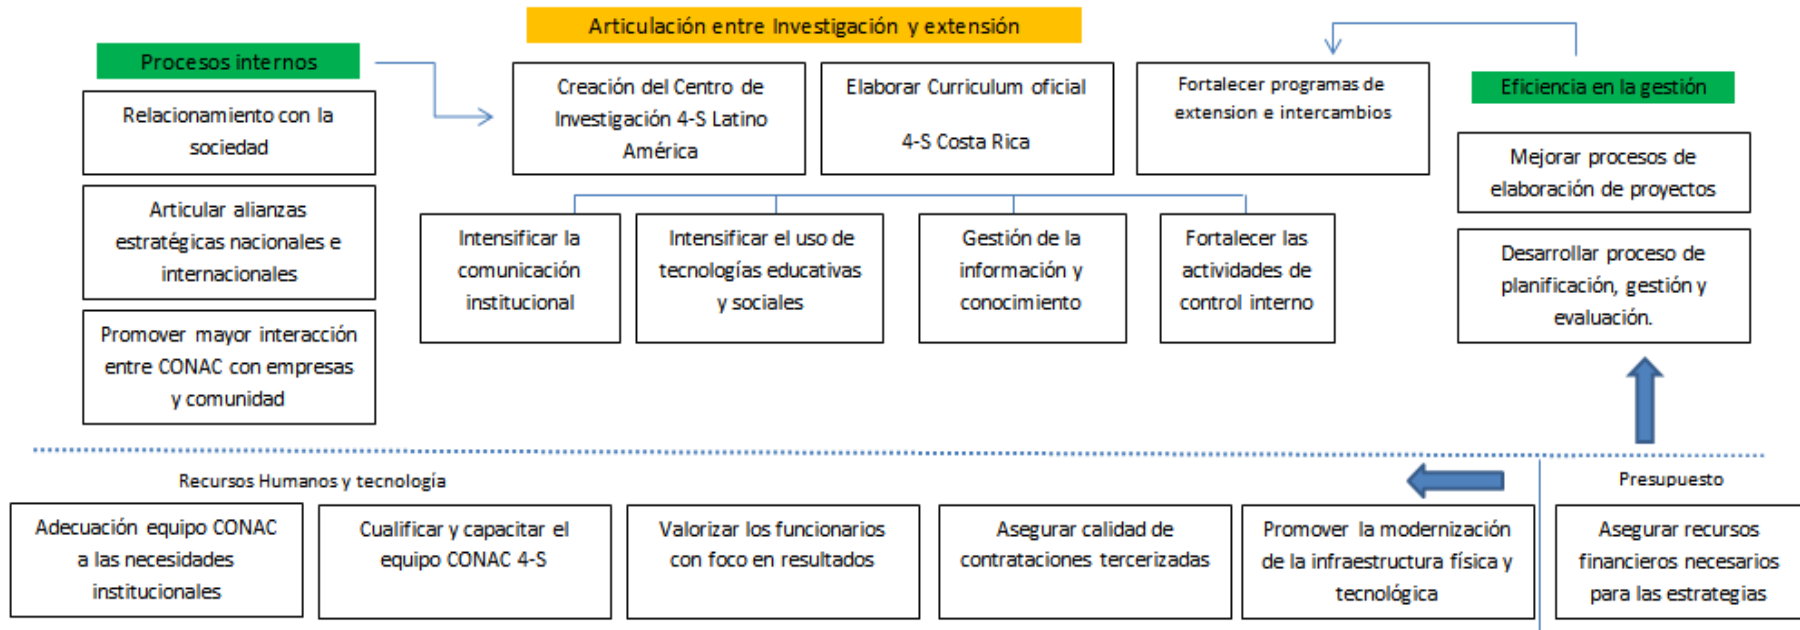 Articulación entre Investigación y extensión
Procesos internos
Relacionamiento con la
sociedad
Articular alianzas
estratégicas nacionales e
internacionales
Promover mayor interacción
entre CONAC con empresas
y comunidad
Creación del Centro de
Investigación 4-S Latino
América
Elaborar Curriculum oficial
4-S Costa Rica
Fortalecer programas de
extension e intercambios
Intensificar la
comunicación
institucional
Intensificar el uso de
tecnologías educativas
y sociales
Gestión de la
información y
conocimiento
Fortalecer las
actividades de
control interno
Eficiencia en la gestión
Mejorar procesos de
elaboración de proyectos
Desarrollar proceso de
planificación, gestión y
evaluación.
Recursos Humanos y tecnología
Adecuación equipo CONAC
a las necesidades
institucionales
Cualificar y capacitar el
equipo CONAC 4-S
Valorizar los funcionarios
con foco en resultados
Asegurar calidad de
contrataciones tercerizadas
Promover la modernización
de la infraestructura física y
tecnológica
Presupuesto
Asegurar recursos
financieros necesarios
para las estrategias